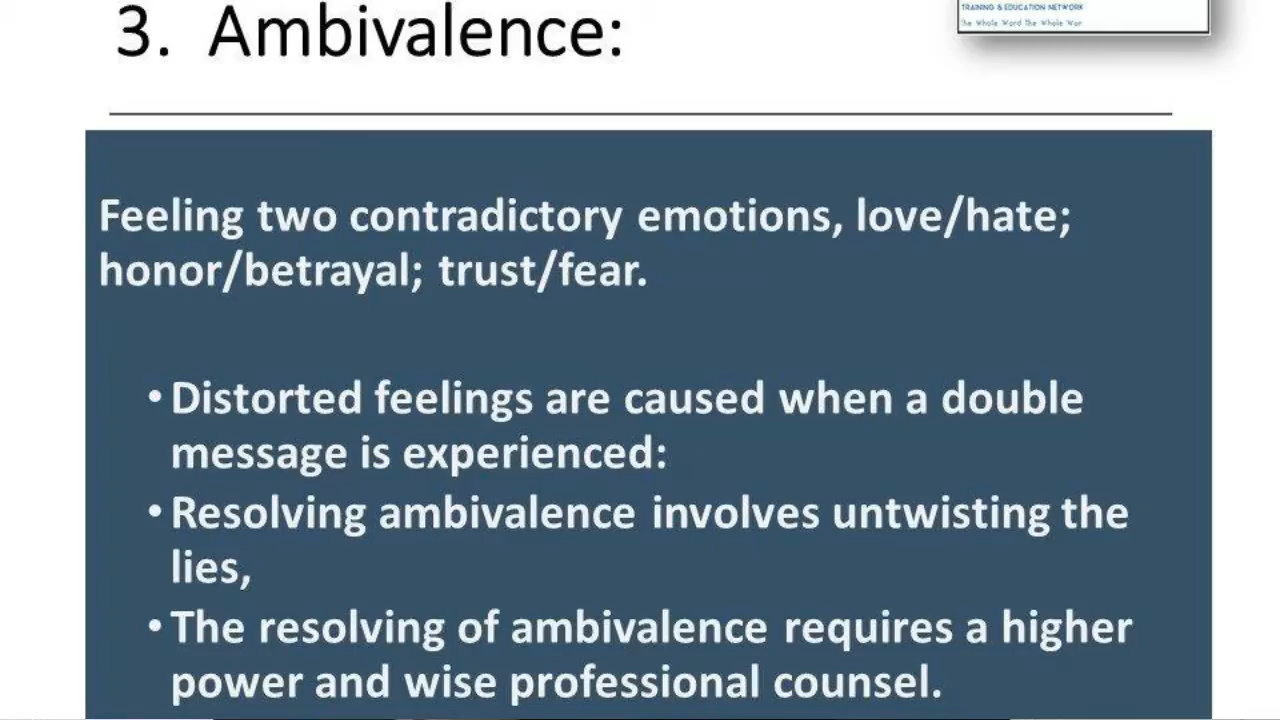 3. Ambivalence:
TRAINING & EDUCATION NETWORK
The Whole Word The Whole Wor
Feeling two contradictory emotions, love/hate;
honor/betrayal; trust/fear.
• Distorted feelings are caused when a double
message is experienced:
• Resolving ambivalence involves untwisting the
lies,
• The resolving of ambivalence requires a higher
power and wise professional counsel.